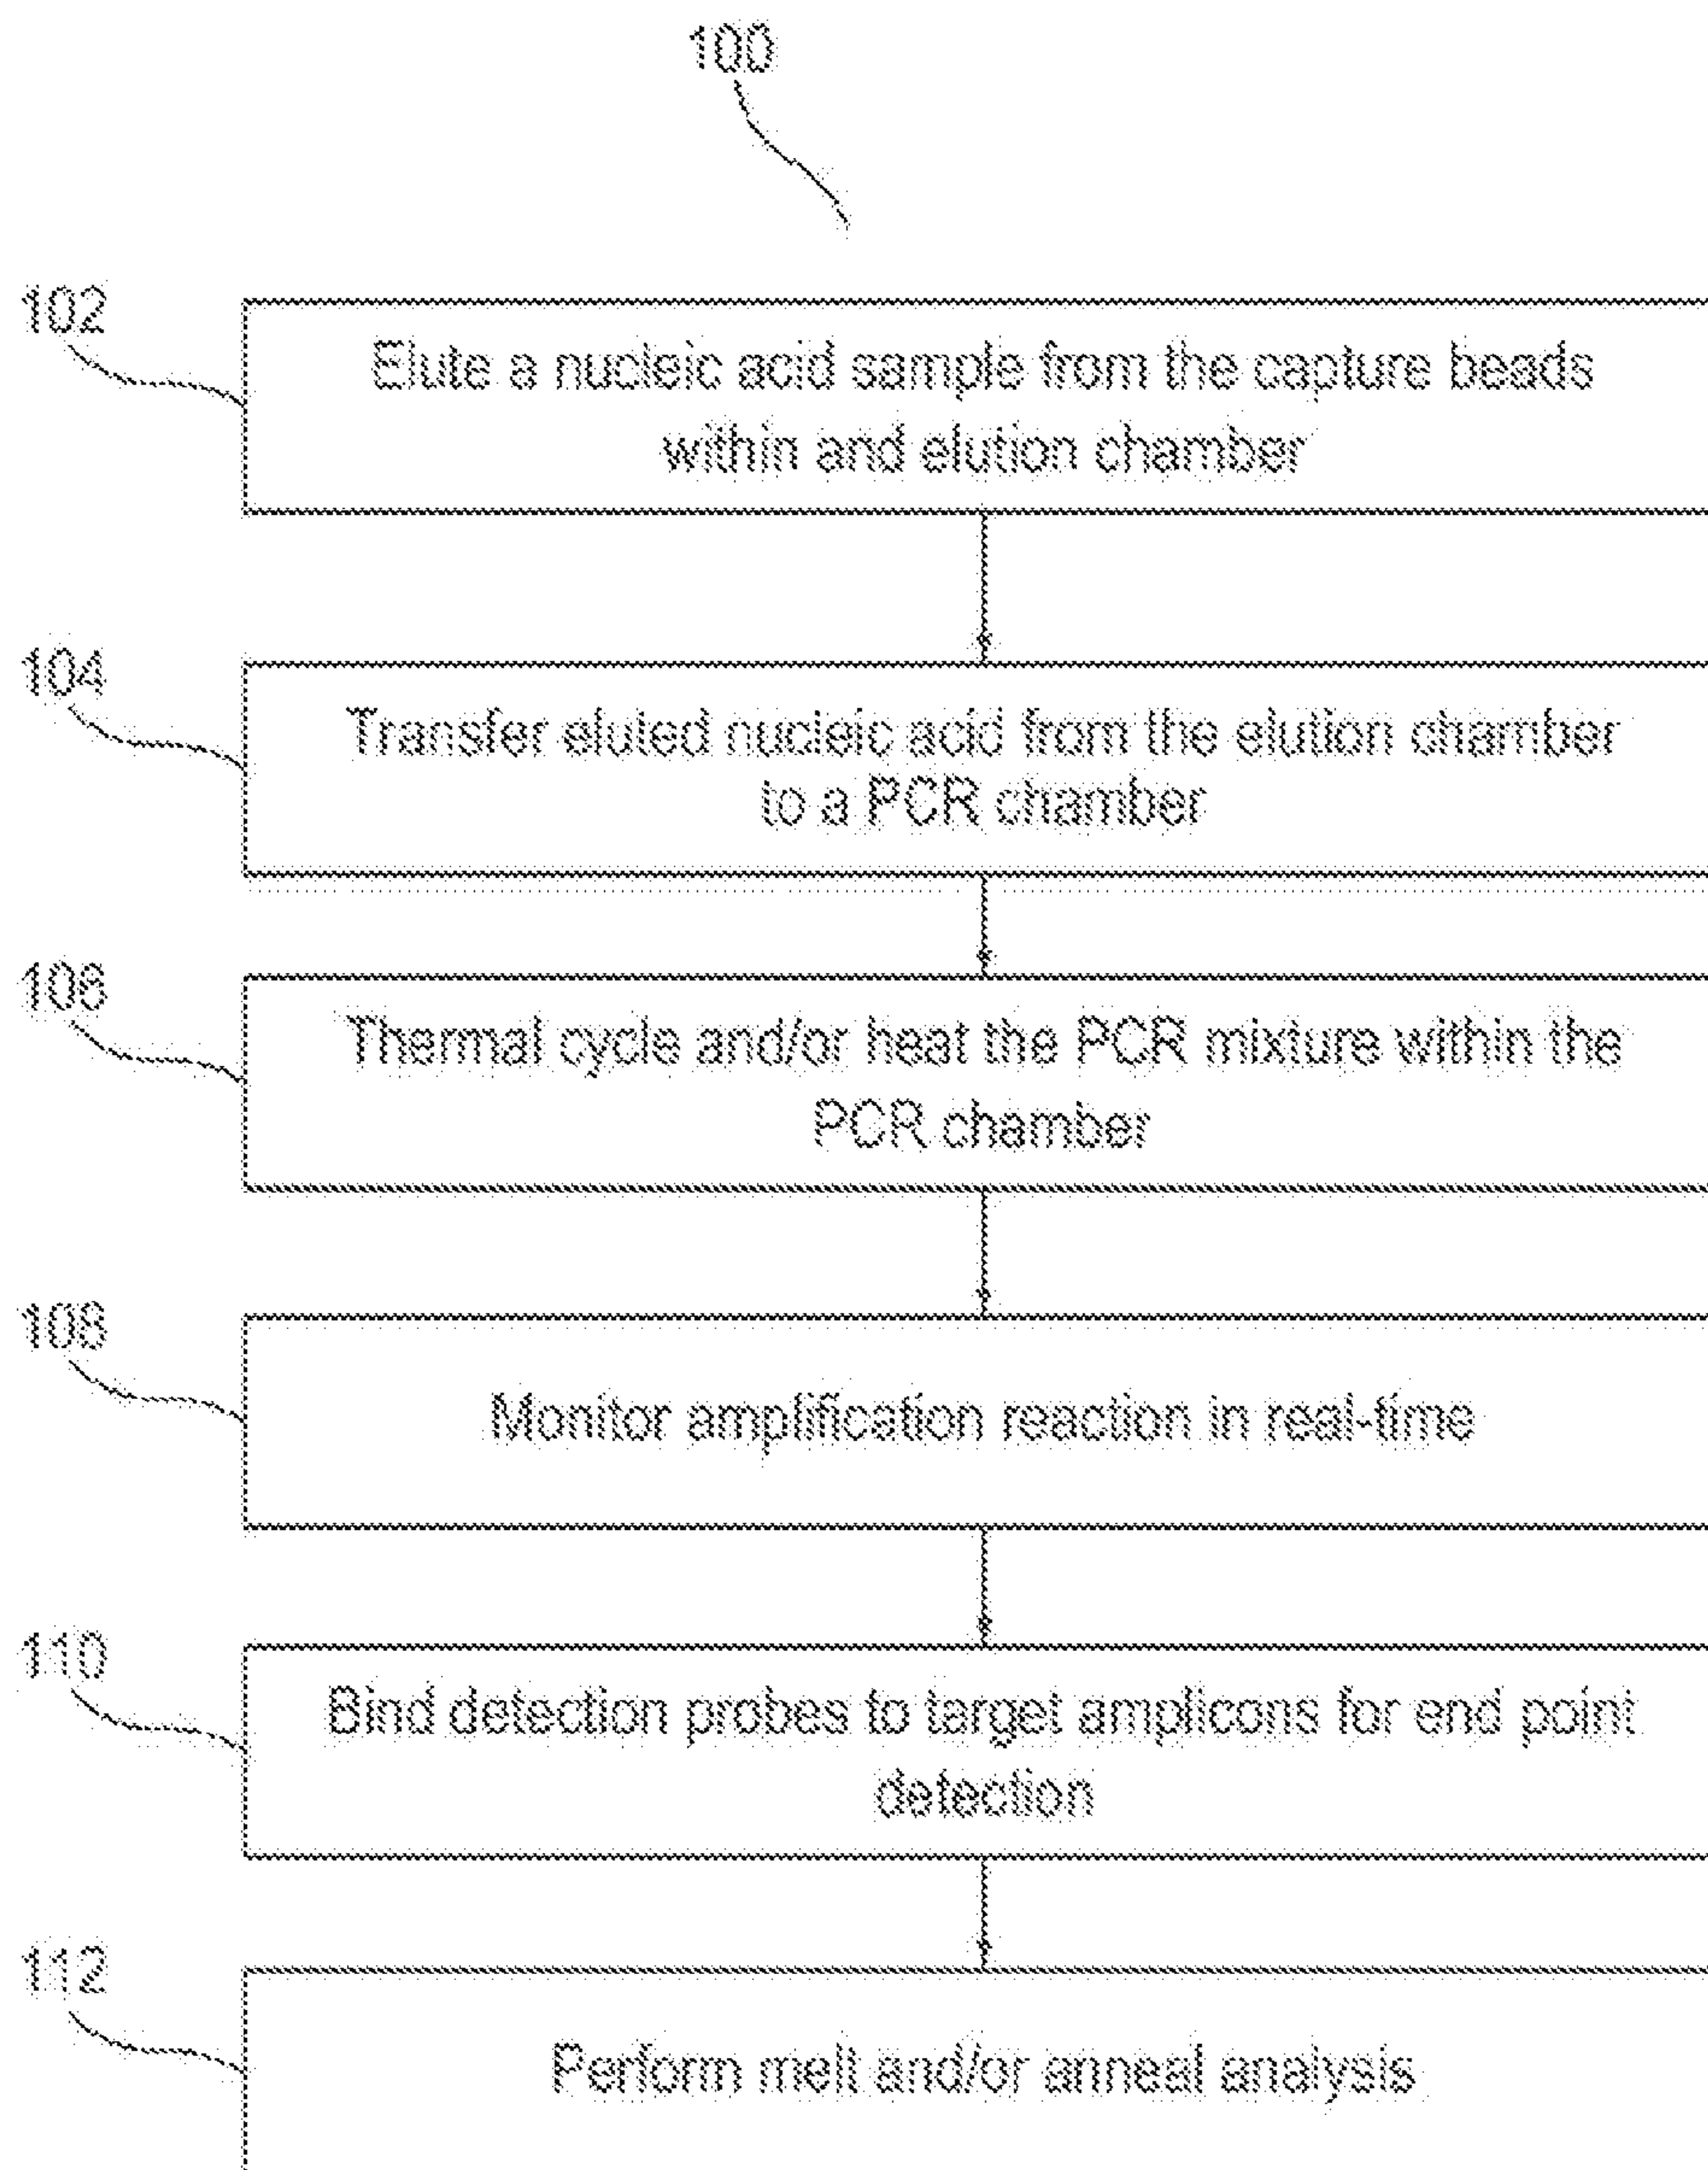 100
102
Elute a nucleic acid sample from the capture beads
within and elution chamber
104
Transfer eluted nucleic acid from the elution chamber
to a PCR chamber
106
Thermal cycle and/or heat the PCR mixture within the
PCR chamber
108
Monitor amplification reaction in real-time
110
Bind detection probes to target amplicons for end point
detection
112
Perform melt and/or anneal analysis